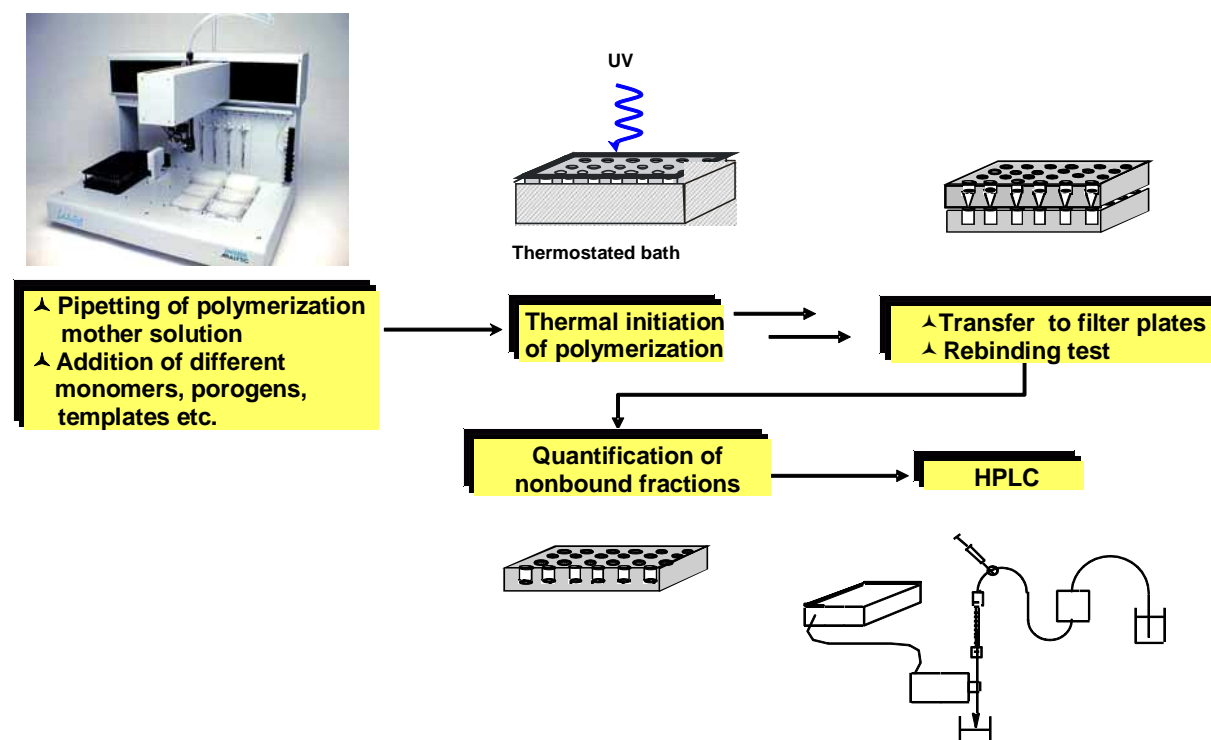 UV
Thermostated bath
⅄ Pipetting of polymerization
mother solution
⅄ Addition of different
monomers, porogens,
templates etc.
Thermal initiation
of polymerization
⅄ Transfer to filter plates
⅄ Rebinding test
Quantification of
nonbound fractions
HPLC